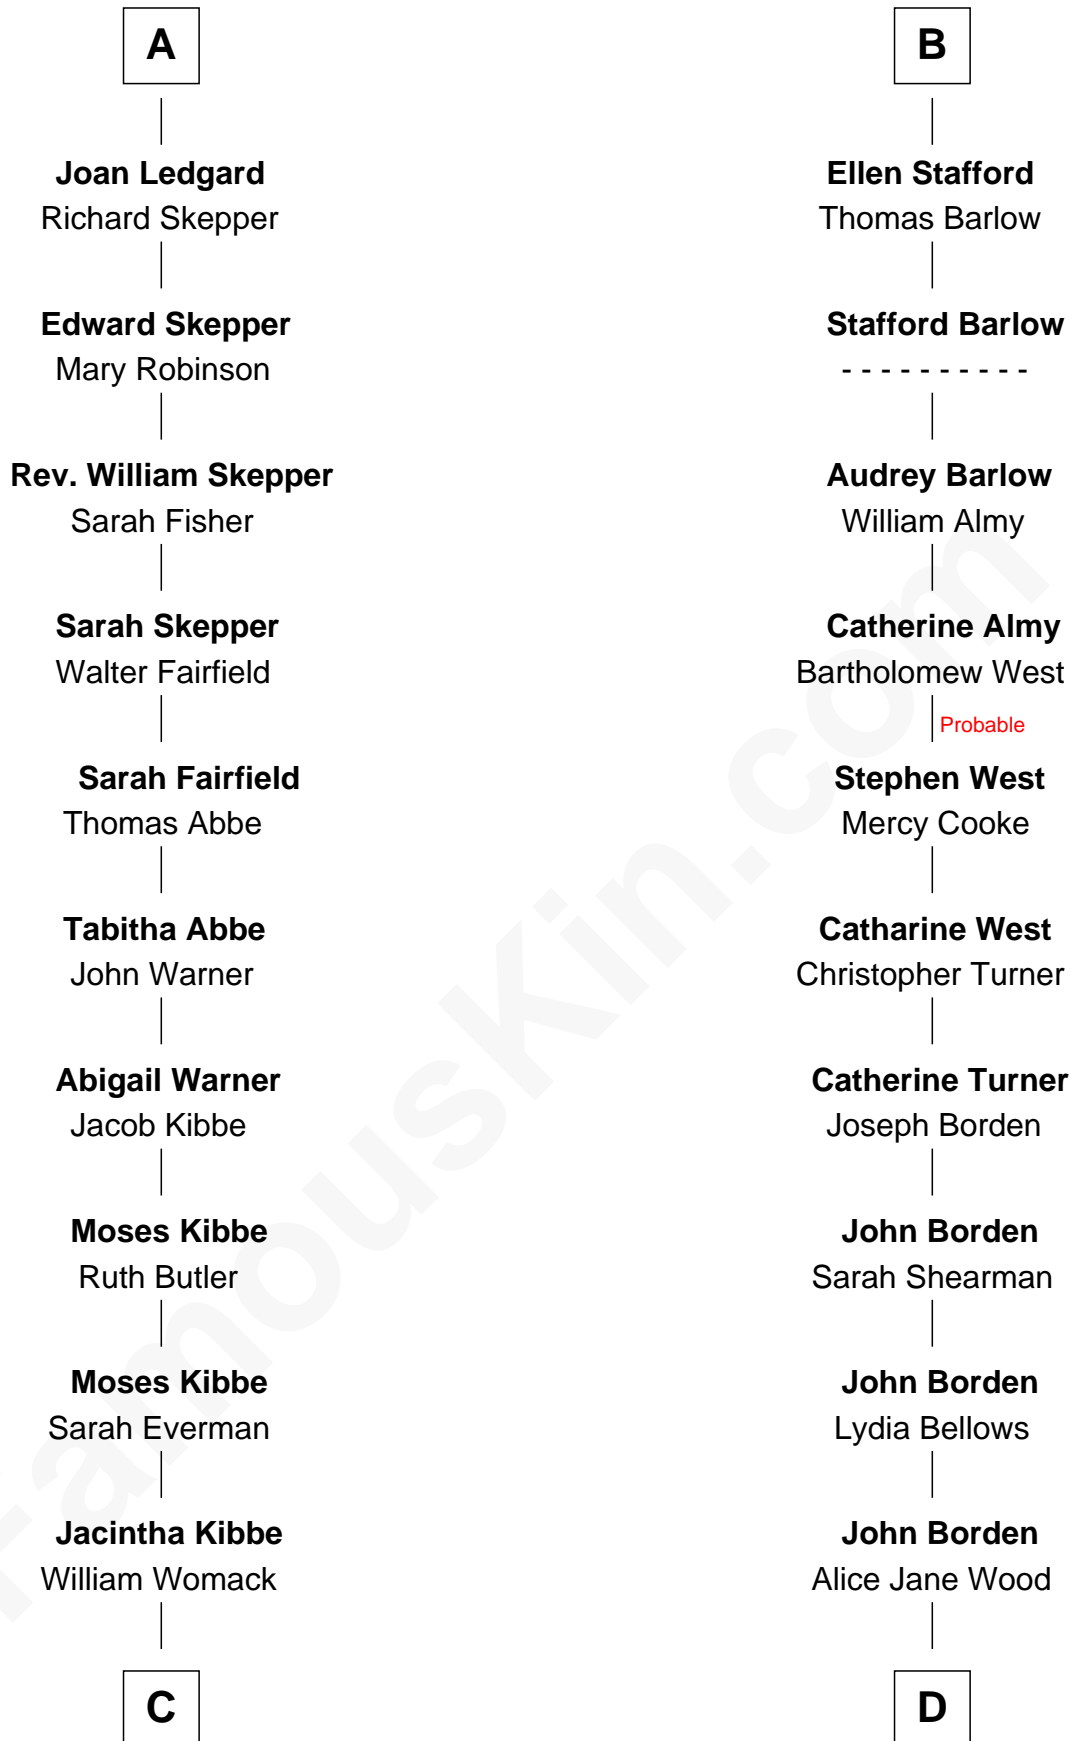 A
Joan Ledgard
Richard Skepper
Edward Skepper
Mary Robinson
Rev. William Skepper
Sarah Fisher
Sarah Skepper
Walter Fairfield
Sarah Fairfield
Thomas Abbe
Tabitha Abbe
John Warner
Abigail Warner
Jacob Kibbe
Moses Kibbe
Ruth Butler
Moses Kibbe
Sarah Everman
Jacintha Kibbe
William Womack
C
B
Ellen Stafford
Thomas Barlow
Stafford Barlow
- - - - - - - - - -
Audrey Barlow
William Almy
Catherine Almy
Bartholomew West
Probable
Stephen West
Mercy Cooke
Catharine West
Christopher Turner
Catherine Turner
Joseph Borden
John Borden
Sarah Shearman
John Borden
Lydia Bellows
John Borden
Alice Jane Wood
D
FamousKin.com